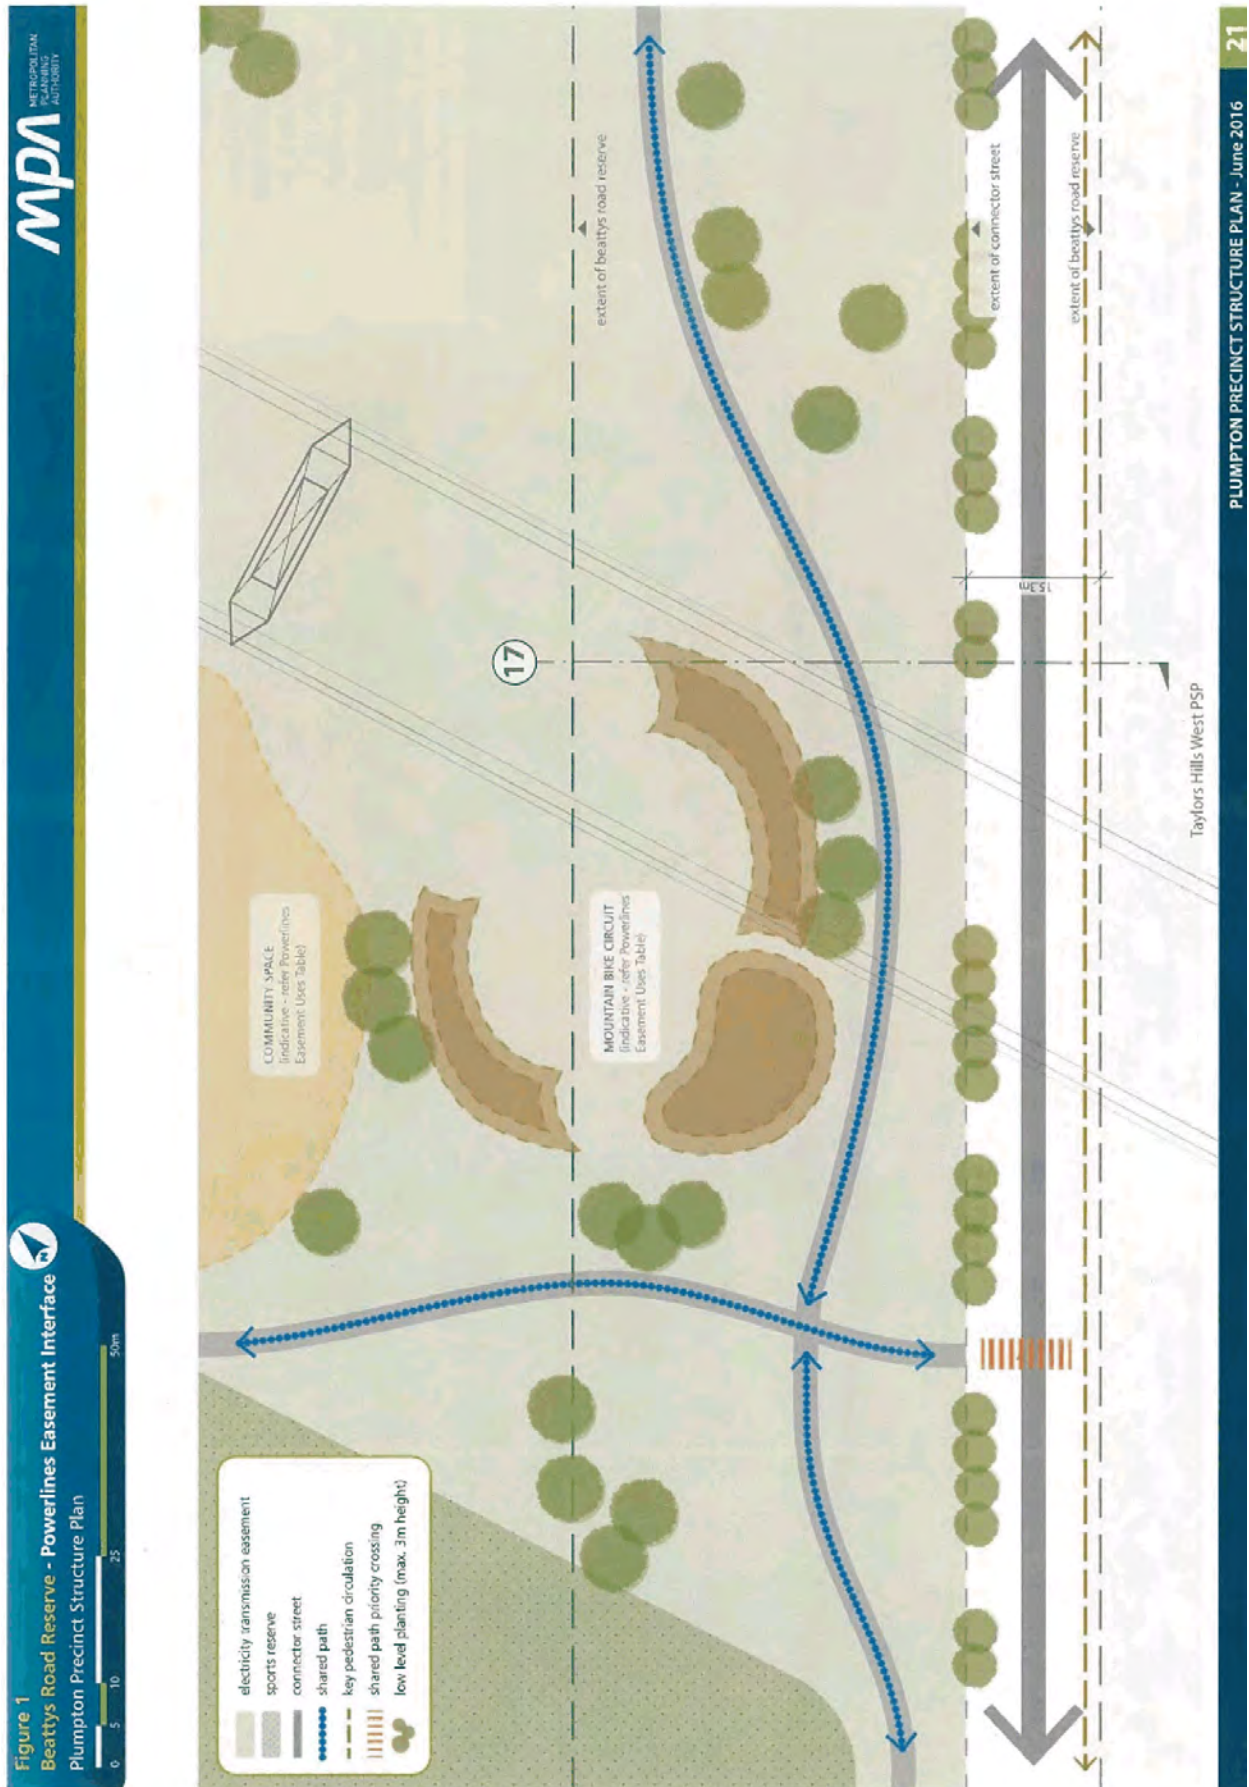 Figure 1
Beattys Road Reserve - Powerlines Easement Interface
Plumpton Precinct Structure Plan
N
0 5 10 25 50m
mpa
METROPOLITAN
PLANNING
AUTHORITY
electricity transmission easement
sports reserve
connector street
shared path
key pedestrian circulation
shared path priority crossing
low level planting (max. 3m height)
COMMUNITY SPACE
(indicative - refer Powerlines
Easement Uses Table)
MOUNTAIN BIKE CIRCUIT
(indicative - refer Powerlines
Easement Uses Table)
17
extent of beattys road reserve
extent of connector street
extent of beattys road reserve
15.3m
Taylors Hills West PSP
PLUMPTON PRECINCT STRUCTURE PLAN - June 2016
21